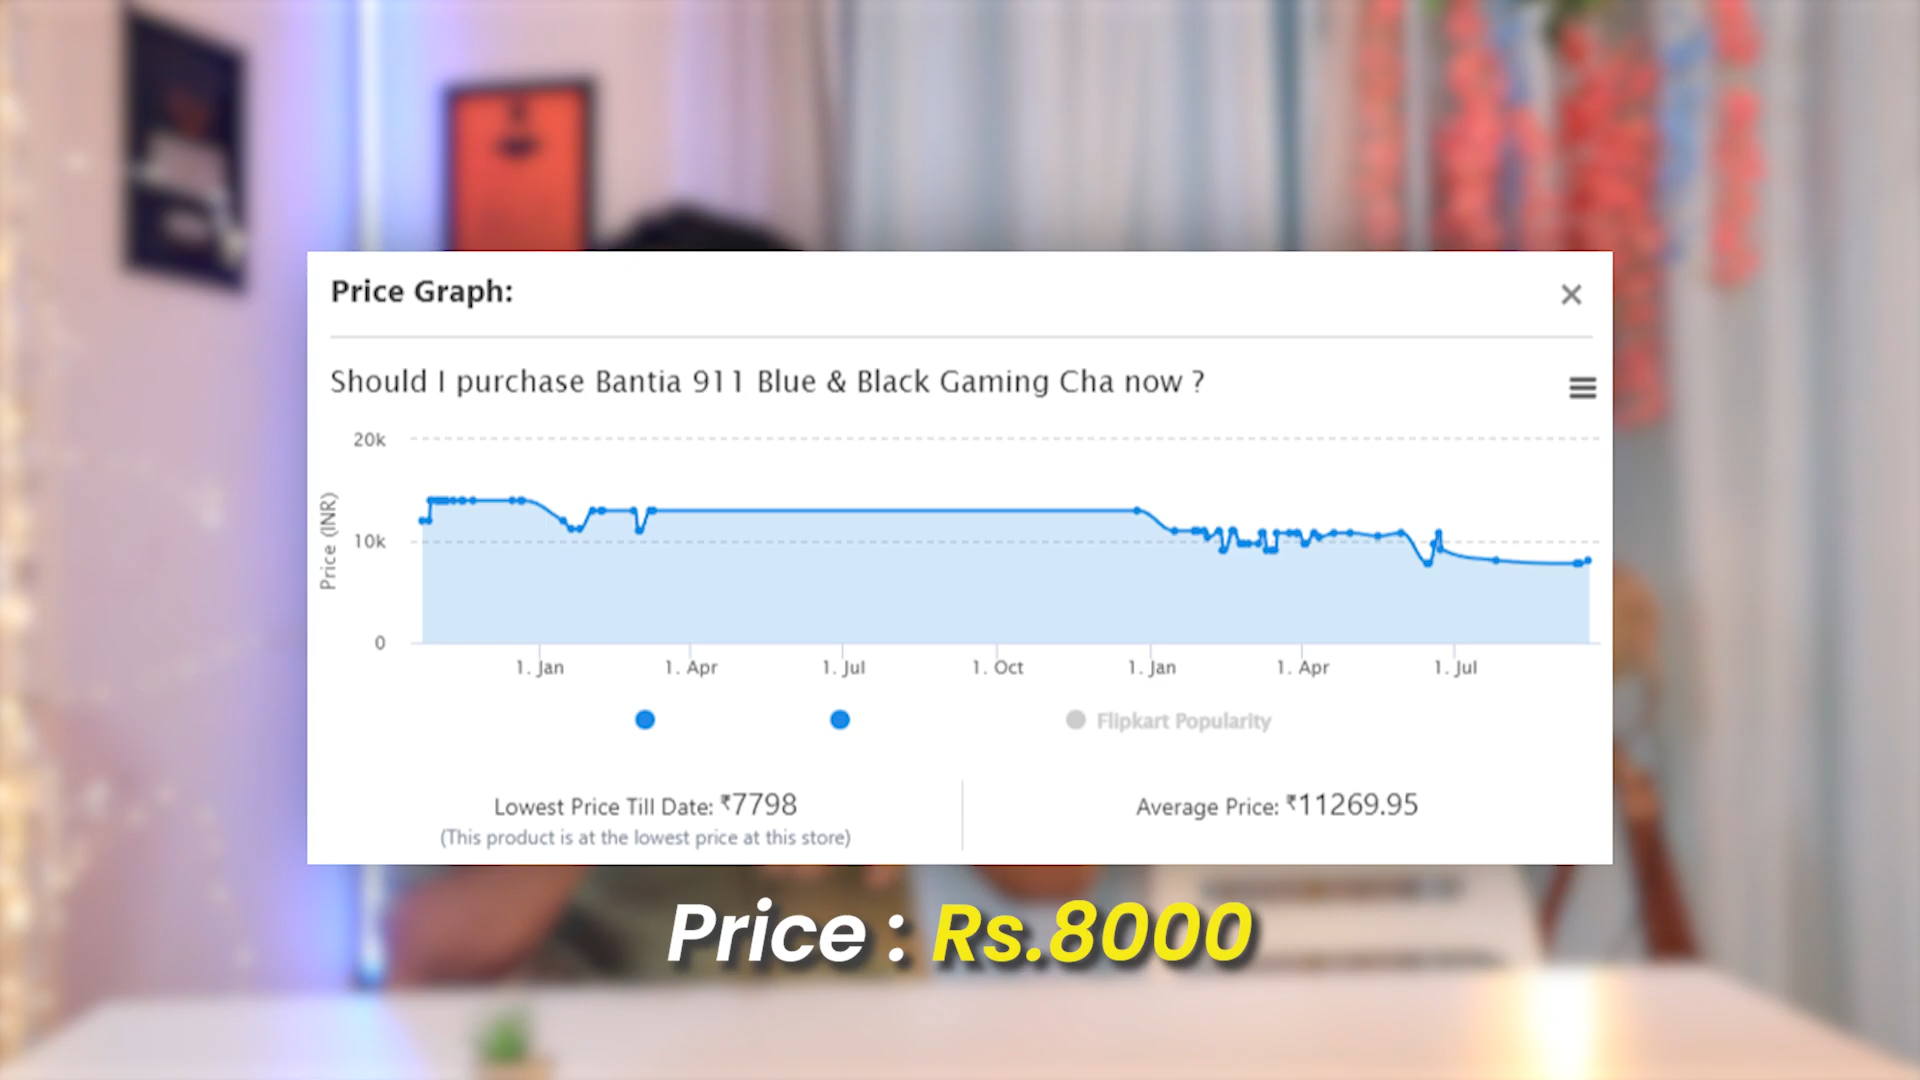 Price Graph:
Should I purchase Bantia 911 Blue & Black Gaming Cha now ?
20k
10k
0
Price (INR)
1. Jan
1. Apr
1. Jul
1. Oct
1. Jan
1. Apr
1. Jul
Flipkart Popularity
Lowest Price Till Date: ₹7798
(This product is at the lowest price at this store)
Average Price: ₹11269.95
Price : Rs.8000